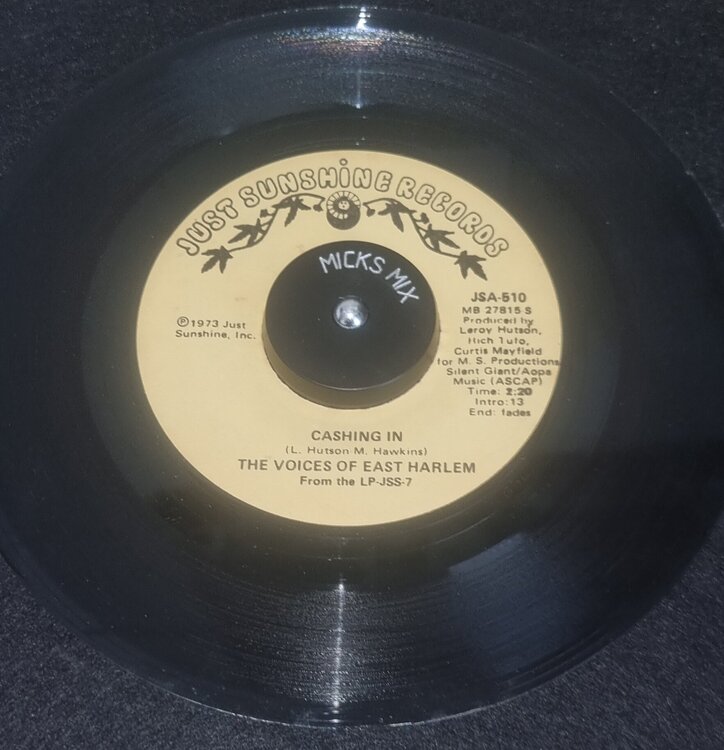 JUST SUNSHINE RECORDS
MICKS MIX
℗1973 Just
Sunshine, Inc.
JSA-510
MB 27815 S
Produced by
Leroy Hutson,
Rich Tufo,
Curtis Mayfield
for M. S. Productions
Silent Giant/Aopa
Music (ASCAP)
Time: 2:20
Intro: 13
End: fades
CASHING IN
(L. Hutson M. Hawkins)
THE VOICES OF EAST HARLEM
From the LP-JSS-7